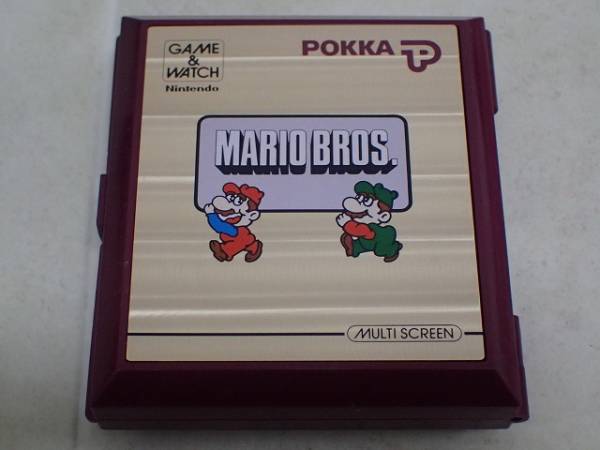 GAME
&
WATCH
Nintendo
POKKA
MARIO BROS.
MULTI SCREEN